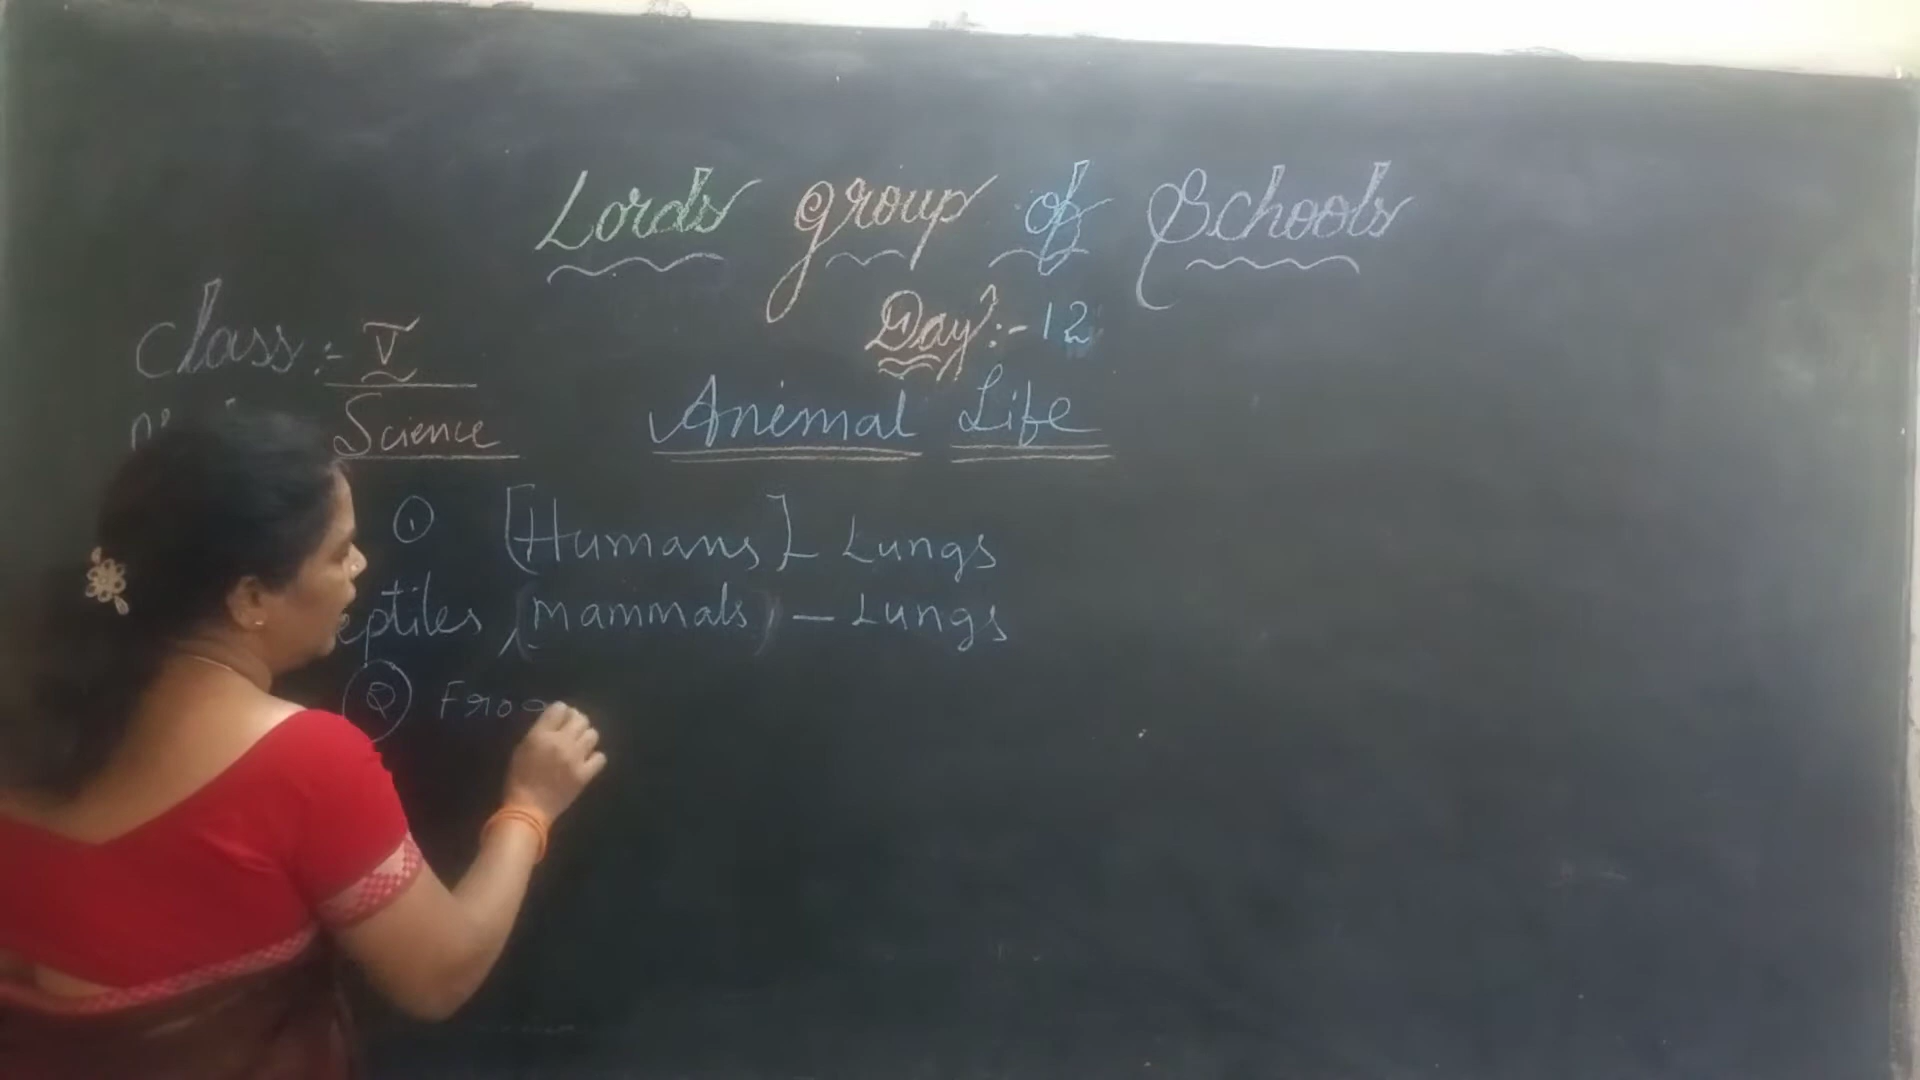 Lords group of Schools
Day:- 12
Class:- V
Science
Animal Life
① [Humans] - Lungs
eptiles, (mammals) - Lungs
② Frog